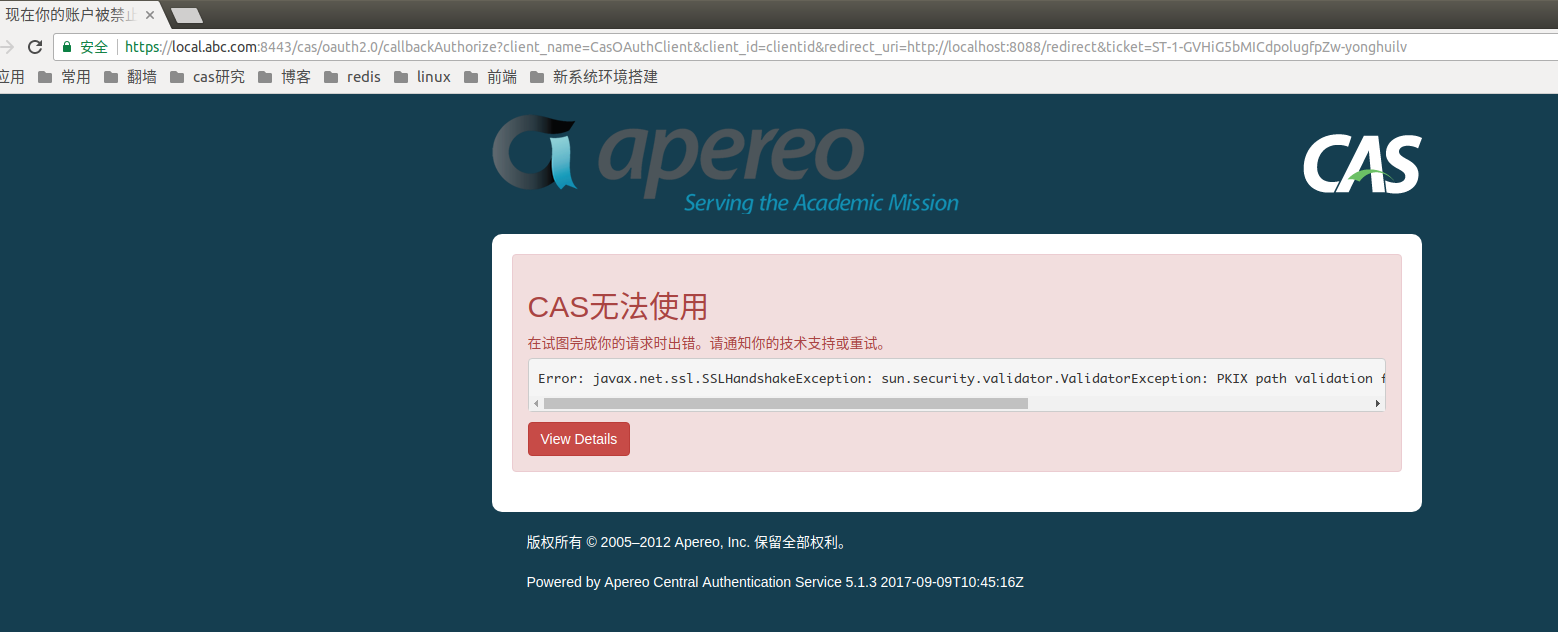 现在你的账户被禁止
安全 https://local.abc.com:8443/cas/oauth2.0/callbackAuthorize?client_name=CasOAuthClient&client_id=clientid&redirect_uri=http://localhost:8088/redirect&ticket=ST-1-GVHiG5bMICdpolugfpZw-yonghuilv
应用 常用 翻墙 cas研究 博客 redis linux 前端 新系统环境搭建
apereo
Serving the Academic Mission
CAS
CAS无法使用
在试图完成你的请求时出错。请通知你的技术支持或重试。
Error: javax.net.ssl.SSLHandshakeException: sun.security.validator.ValidatorException: PKIX path validation f
View Details
版权所有 © 2005–2012 Apereo, Inc. 保留全部权利。
Powered by Apereo Central Authentication Service 5.1.3 2017-09-09T10:45:16Z